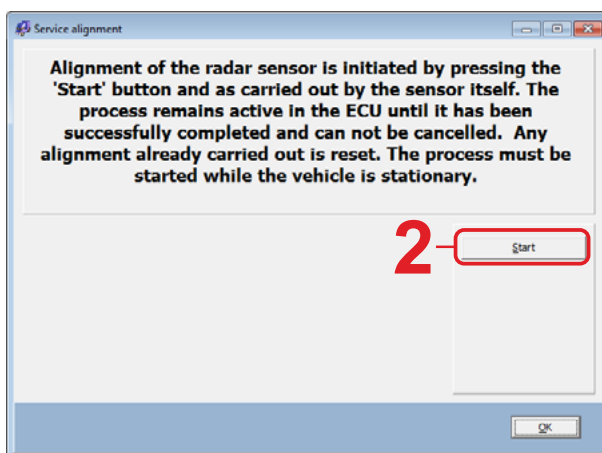 Service alignment
Alignment of the radar sensor is initiated by pressing the
'Start' button and as carried out by the sensor itself. The
process remains active in the ECU until it has been
successfully completed and can not be cancelled. Any
alignment already carried out is reset. The process must be
started while the vehicle is stationary.
2
Start
OK